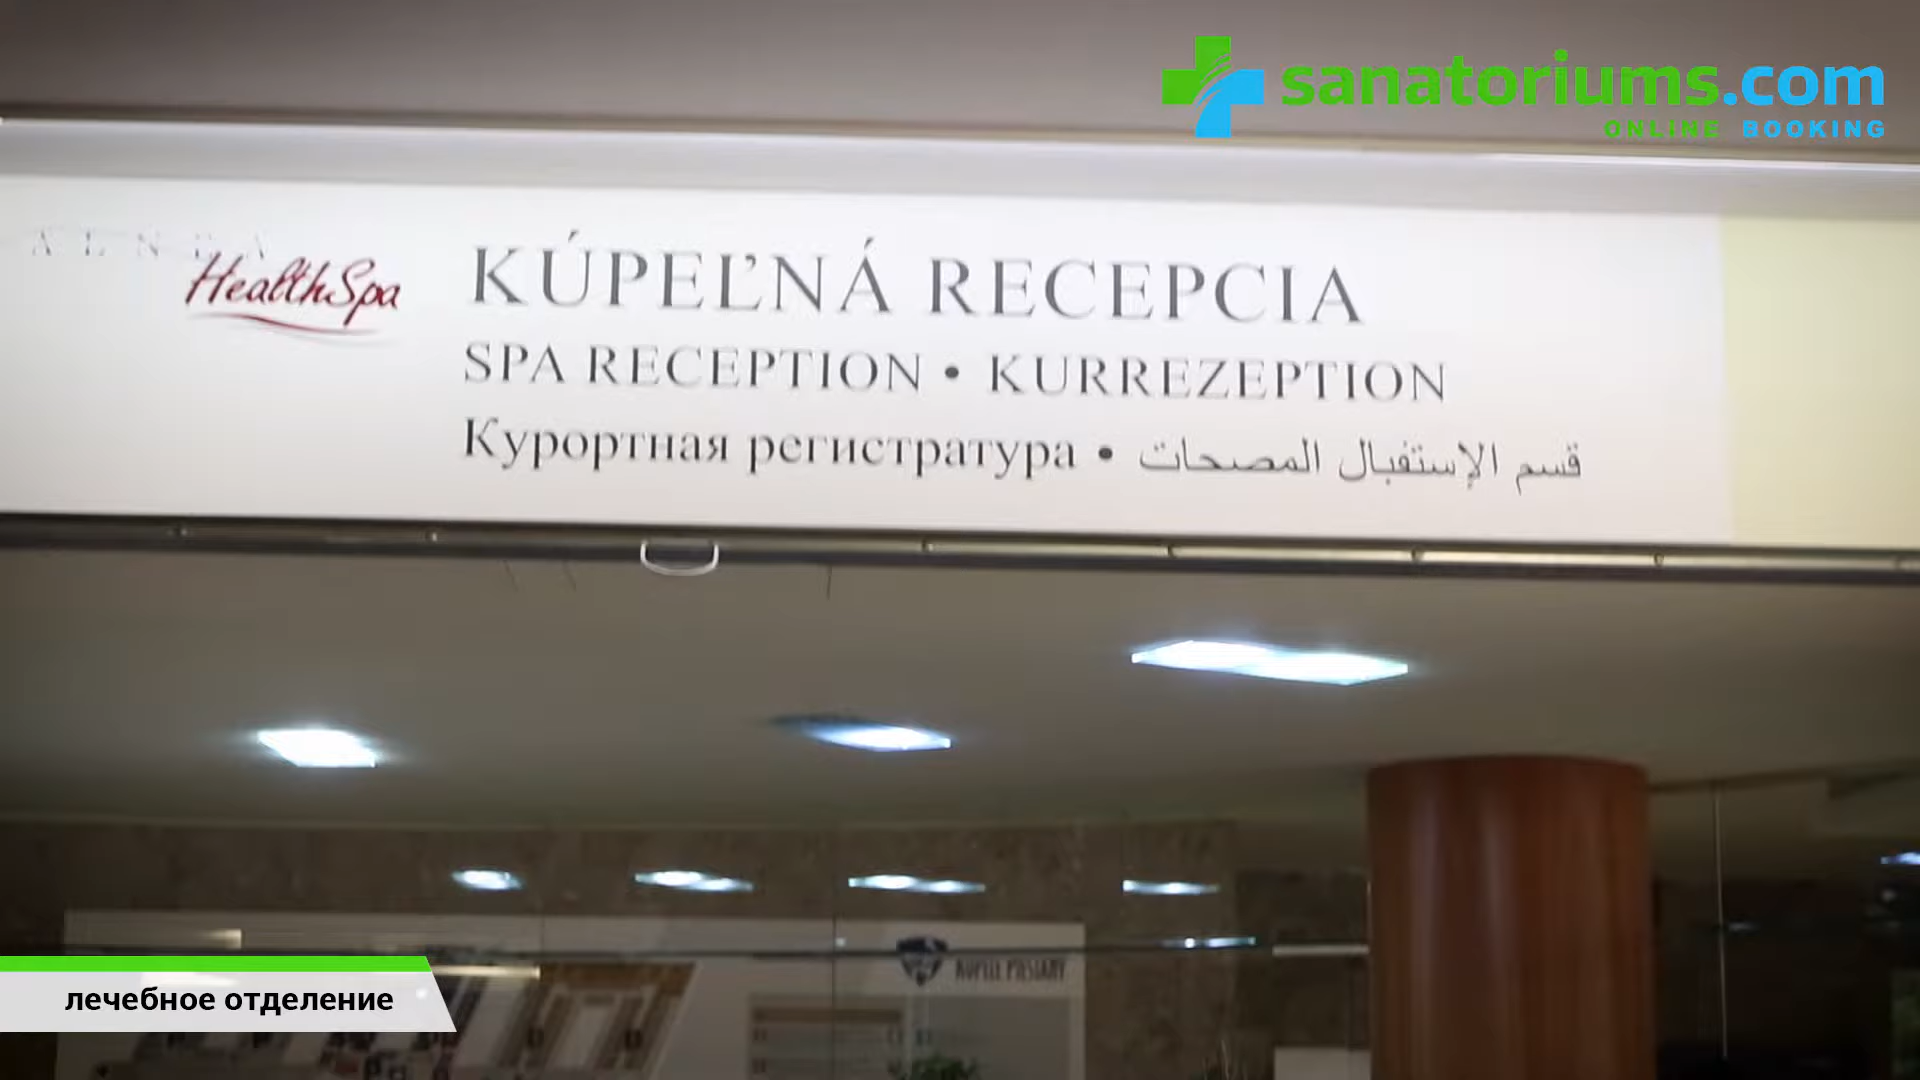 sanatoriums.com
ONLINE BOOKING
HealthSpa
KÚPEĽNÁ RECEPCIA
SPA RECEPTION • KURREZEPTION
Курортная регистратура • قسم الإستقبال المصحات
лечебное отделение